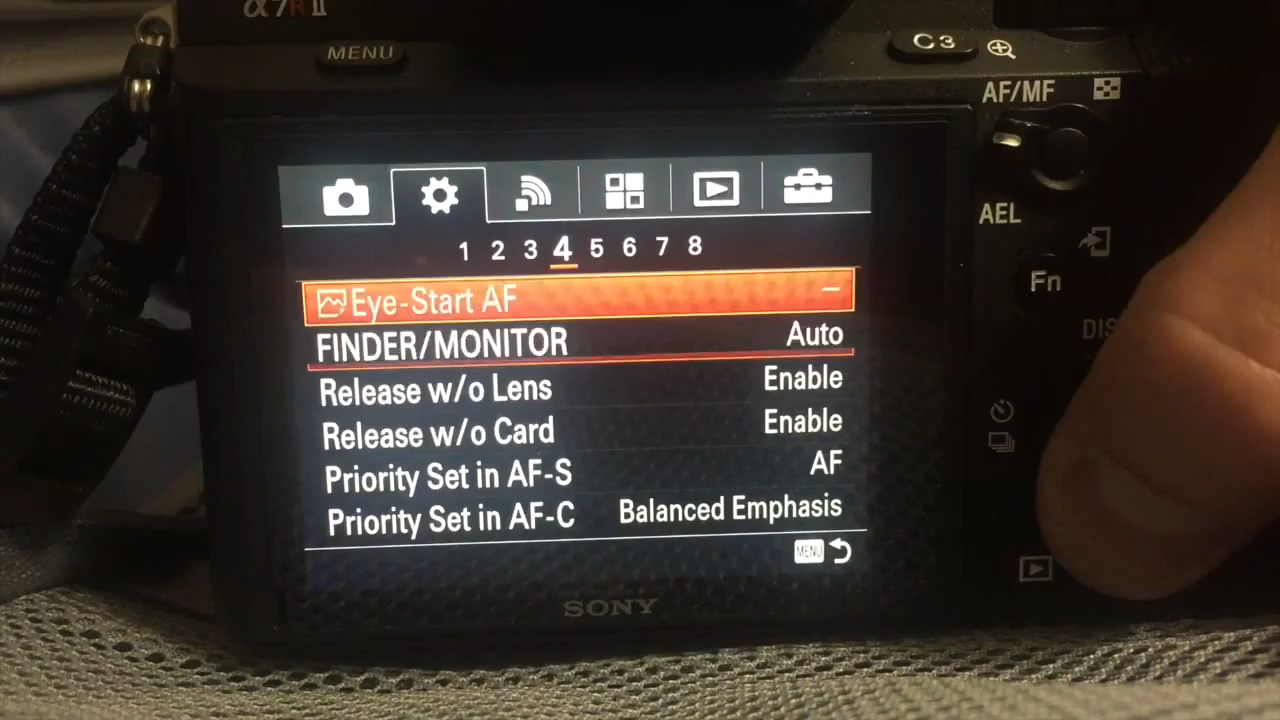 α7RII
MENU
C3
AF/MF
AEL
Fn
1 2 3 4 5 6 7 8
Eye-Start AF –
FINDER/MONITOR Auto
Release w/o Lens Enable
Release w/o Card Enable
Priority Set in AF-S AF
Priority Set in AF-C Balanced Emphasis
MENU
SONY